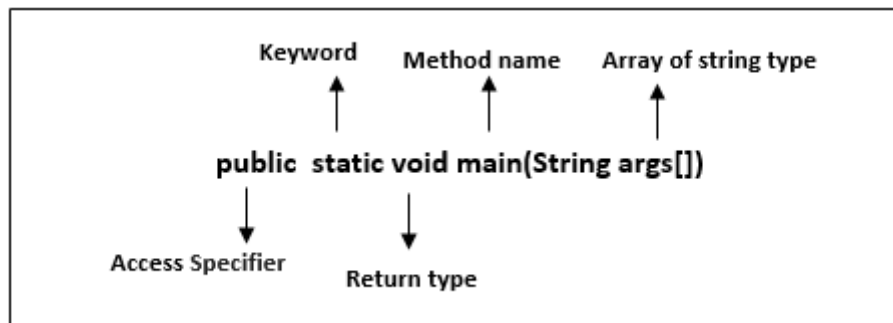 Keyword
Method name
Array of string type
public static void main(String args[])
Access Specifier
Return type